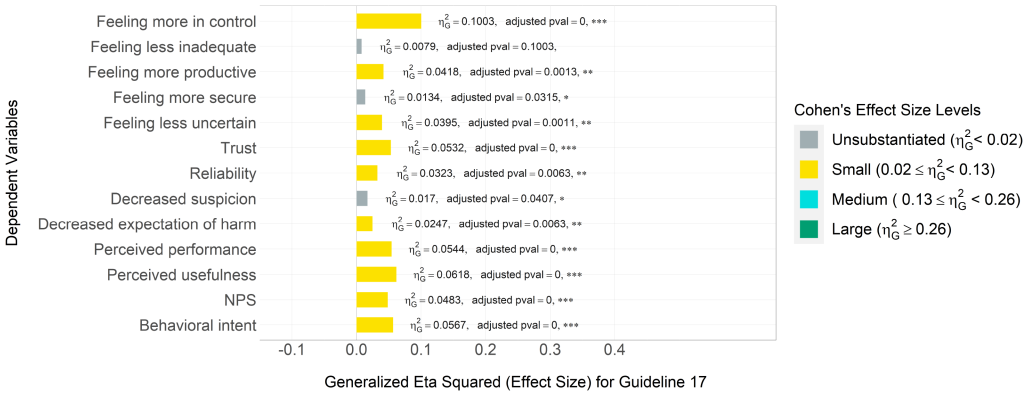 Dependent Variables
Feeling more in control η²G = 0.1003, adjusted pval = 0, ***
Feeling less inadequate η²G = 0.0079, adjusted pval = 0.1003,
Feeling more productive η²G = 0.0418, adjusted pval = 0.0013, **
Feeling more secure η²G = 0.0134, adjusted pval = 0.0315, *
Feeling less uncertain η²G = 0.0395, adjusted pval = 0.0011, **
Trust η²G = 0.0532, adjusted pval = 0, ***
Reliability η²G = 0.0323, adjusted pval = 0.0063, **
Decreased suspicion η²G = 0.017, adjusted pval = 0.0407, *
Decreased expectation of harm η²G = 0.0247, adjusted pval = 0.0063, **
Perceived performance η²G = 0.0544, adjusted pval = 0, ***
Perceived usefulness η²G = 0.0618, adjusted pval = 0, ***
NPS η²G = 0.0483, adjusted pval = 0, ***
Behavioral intent η²G = 0.0567, adjusted pval = 0, ***
-0.1 0.0 0.1 0.2 0.3 0.4
Generalized Eta Squared (Effect Size) for Guideline 17
Cohen's Effect Size Levels
Unsubstantiated (η²G < 0.02)
Small (0.02 ≤ η²G < 0.13)
Medium ( 0.13 ≤ η²G < 0.26)
Large (η²G ≥ 0.26)